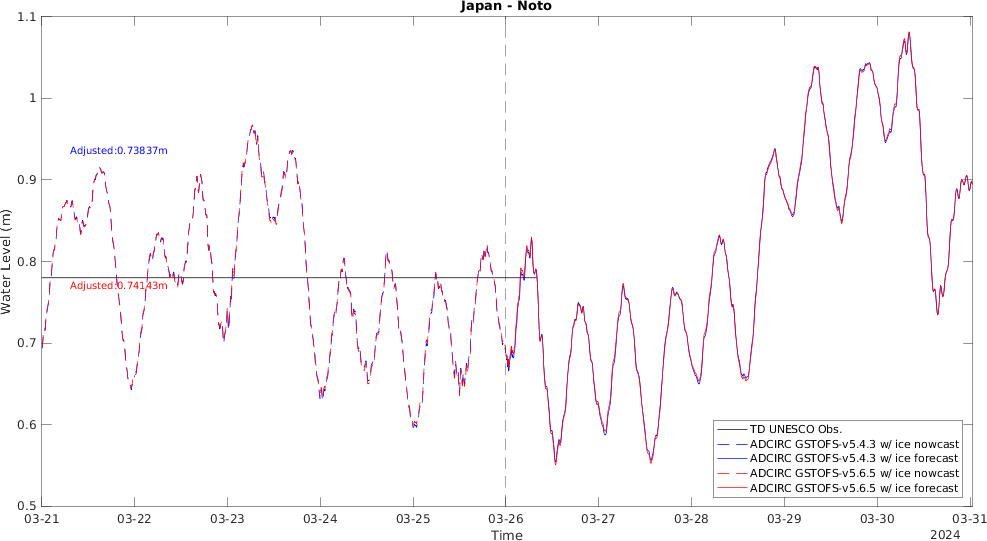 Japan - Noto
1.1
1
0.9
0.8
0.7
0.6
0.5
Water Level (m)
Adjusted:0.73837m
Adjusted:0.74143m
TD UNESCO Obs.
ADCIRC GSTOFS-v5.4.3 w/ ice nowcast
ADCIRC GSTOFS-v5.4.3 w/ ice forecast
ADCIRC GSTOFS-v5.6.5 w/ ice nowcast
ADCIRC GSTOFS-v5.6.5 w/ ice forecast
03-21 03-22 03-23 03-24 03-25 03-26 03-27 03-28 03-29 03-30 03-31
Time
2024